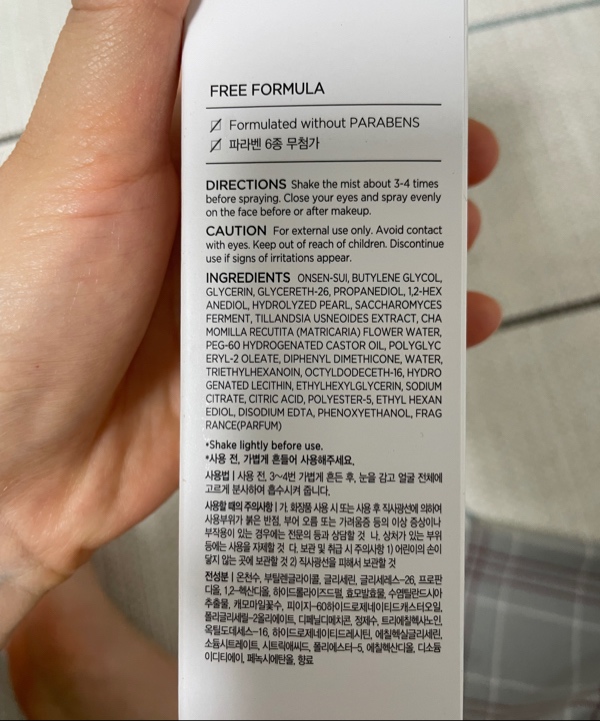 FREE FORMULA
Formulated without PARABENS
파라벤 6종 무첨가
DIRECTIONS Shake the mist about 3-4 times
before spraying. Close your eyes and spray evenly
on the face before or after makeup.
CAUTION For external use only. Avoid contact
with eyes. Keep out of reach of children. Discontinue
use if signs of irritations appear.
INGREDIENTS ONSEN-SUI, BUTYLENE GLYCOL,
GLYCERIN, GLYCERETH-26, PROPANEDIOL, 1,2-HEX
ANEDIOL, HYDROLYZED PEARL, SACCHAROMYCES
FERMENT, TILLANDSIA USNEOIDES EXTRACT, CHA
MOMILLA RECUTITA (MATRICARIA) FLOWER WATER,
PEG-60 HYDROGENATED CASTOR OIL, POLYGLYC
ERYL-2 OLEATE, DIPHENYL DIMETHICONE, WATER,
TRIETHYLHEXANOIN, OCTYLDODECETH-16, HYDRO
GENATED LECITHIN, ETHYLHEXYLGLYCERIN, SODIUM
CITRATE, CITRIC ACID, POLYESTER-5, ETHYL HEXAN
EDIOL, DISODIUM EDTA, PHENOXYETHANOL, FRAG
RANCE(PARFUM)
*Shake lightly before use.
*사용 전, 가볍게 흔들어 사용해주세요.
사용법 | 사용 전, 3~4번 가볍게 흔든 후, 눈을 감고 얼굴 전체에
고르게 분사하여 흡수시켜 줍니다.
사용할 때의 주의사항 | 가. 화장품 사용 시 또는 사용 후 직사광선에 의하여
사용부위가 붉은 반점, 부어 오름 또는 가려움증 등의 이상 증상이나
부작용이 있는 경우에는 전문의 등과 상담할 것 나. 상처가 있는 부위
등에는 사용을 자제할 것 다. 보관 및 취급 시 주의사항 1) 어린이의 손이
닿지 않는 곳에 보관할 것 2) 직사광선을 피해서 보관할 것
전성분 | 온천수, 부틸렌글라이콜, 글리세린, 글리세레스-26, 프로판
디올, 1,2-헥산디올, 하이드롤라이즈드펄, 효모발효물, 수염틸란드시아
추출물, 캐모마일꽃수, 피이지-60하이드로제네이티드캐스터오일,
폴리글리세릴-2올리에이트, 디페닐디메치콘, 정제수, 트리에칠헥사노인,
옥틸도데세스-16, 하이드로제네이티드레시틴, 에칠헥실글리세린,
소듐시트레이트, 시트릭애씨드, 폴리에스터-5, 에칠헥산디올, 디소듐
이디티에이, 페녹시에탄올, 향료